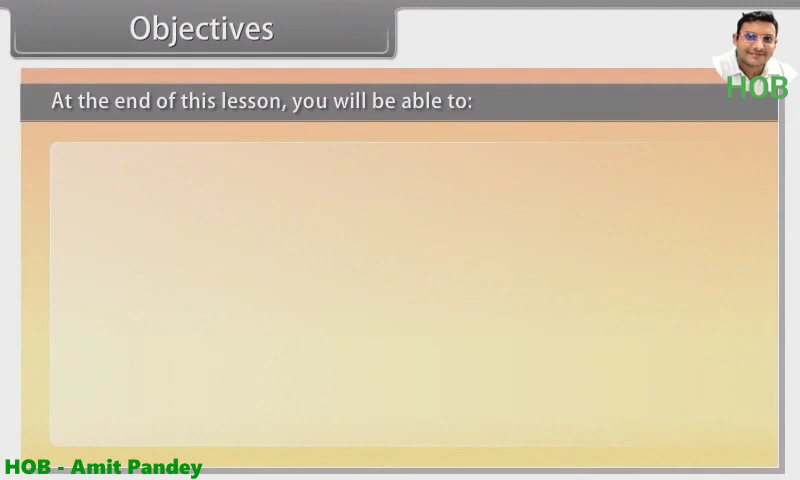 Objectives
HOB
At the end of this lesson, you will be able to:
HOB - Amit Pandey